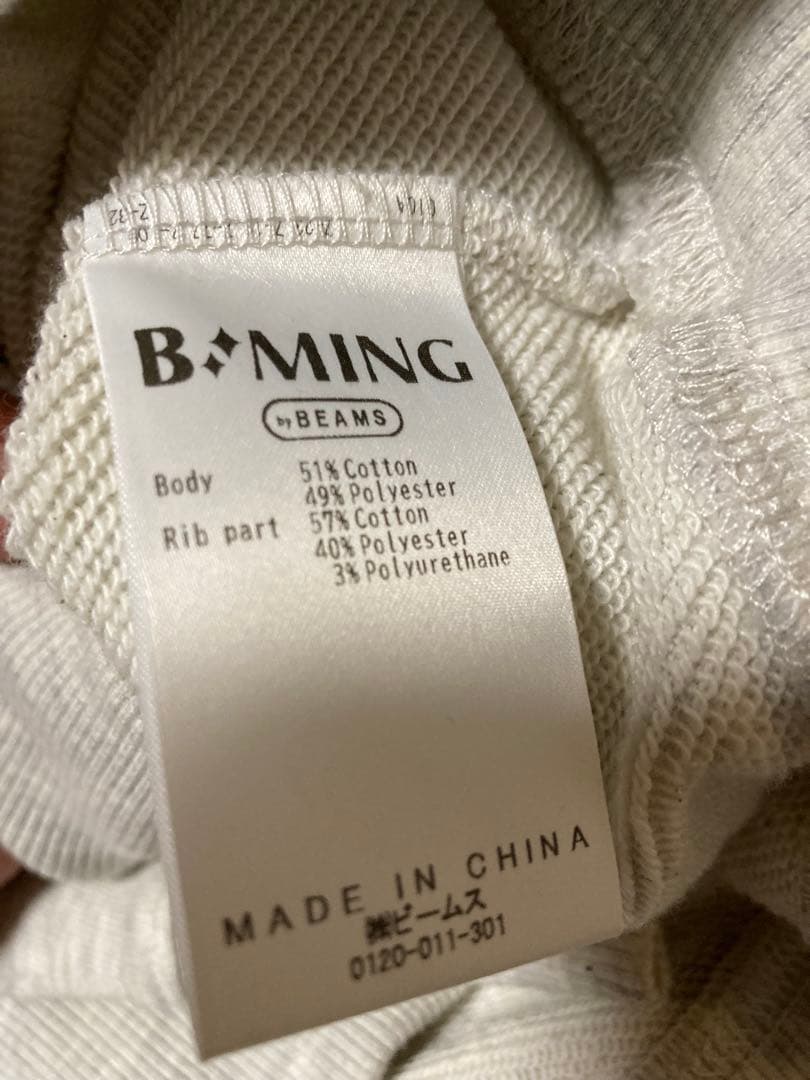 B MING
by BEAMS
Body 51% Cotton
49% Polyester
Rib part 57% Cotton
40% Polyester
3% Polyurethane
MADE IN CHINA
㈱ビームス
0120-011-301